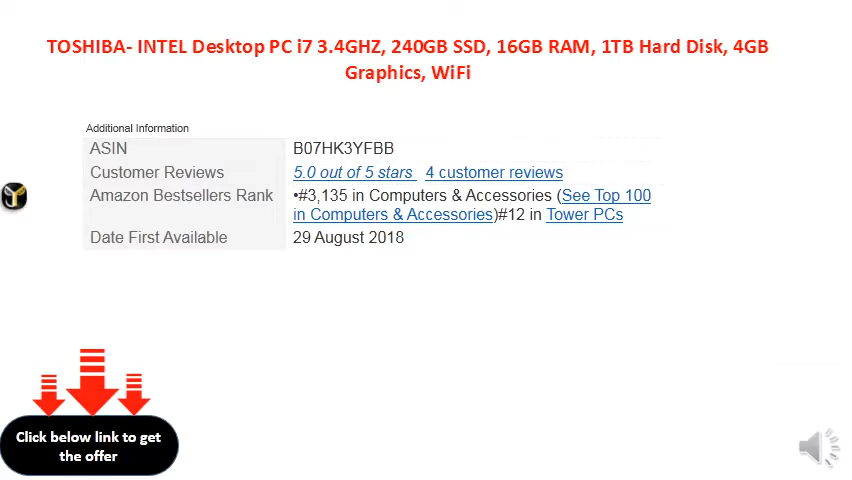 TOSHIBA- INTEL Desktop PC i7 3.4GHZ, 240GB SSD, 16GB RAM, 1TB Hard Disk, 4GB
Graphics, WiFi
Additional Information
ASIN B07HK3YFBB
Customer Reviews 5.0 out of 5 stars 4 customer reviews
Amazon Bestsellers Rank •#3,135 in Computers & Accessories (See Top 100
in Computers & Accessories)#12 in Tower PCs
Date First Available 29 August 2018
Click below link to get
the offer